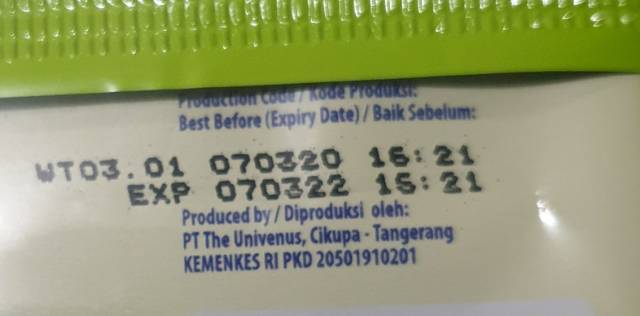 Production Code / Kode Produksi:
Best Before (Expiry Date) / Baik Sebelum:
WT03.01 070320 16:21
EXP 070322 16:21
Produced by / Diproduksi oleh:
PT The Univenus, Cikupa - Tangerang
KEMENKES RI PKD 20501910201